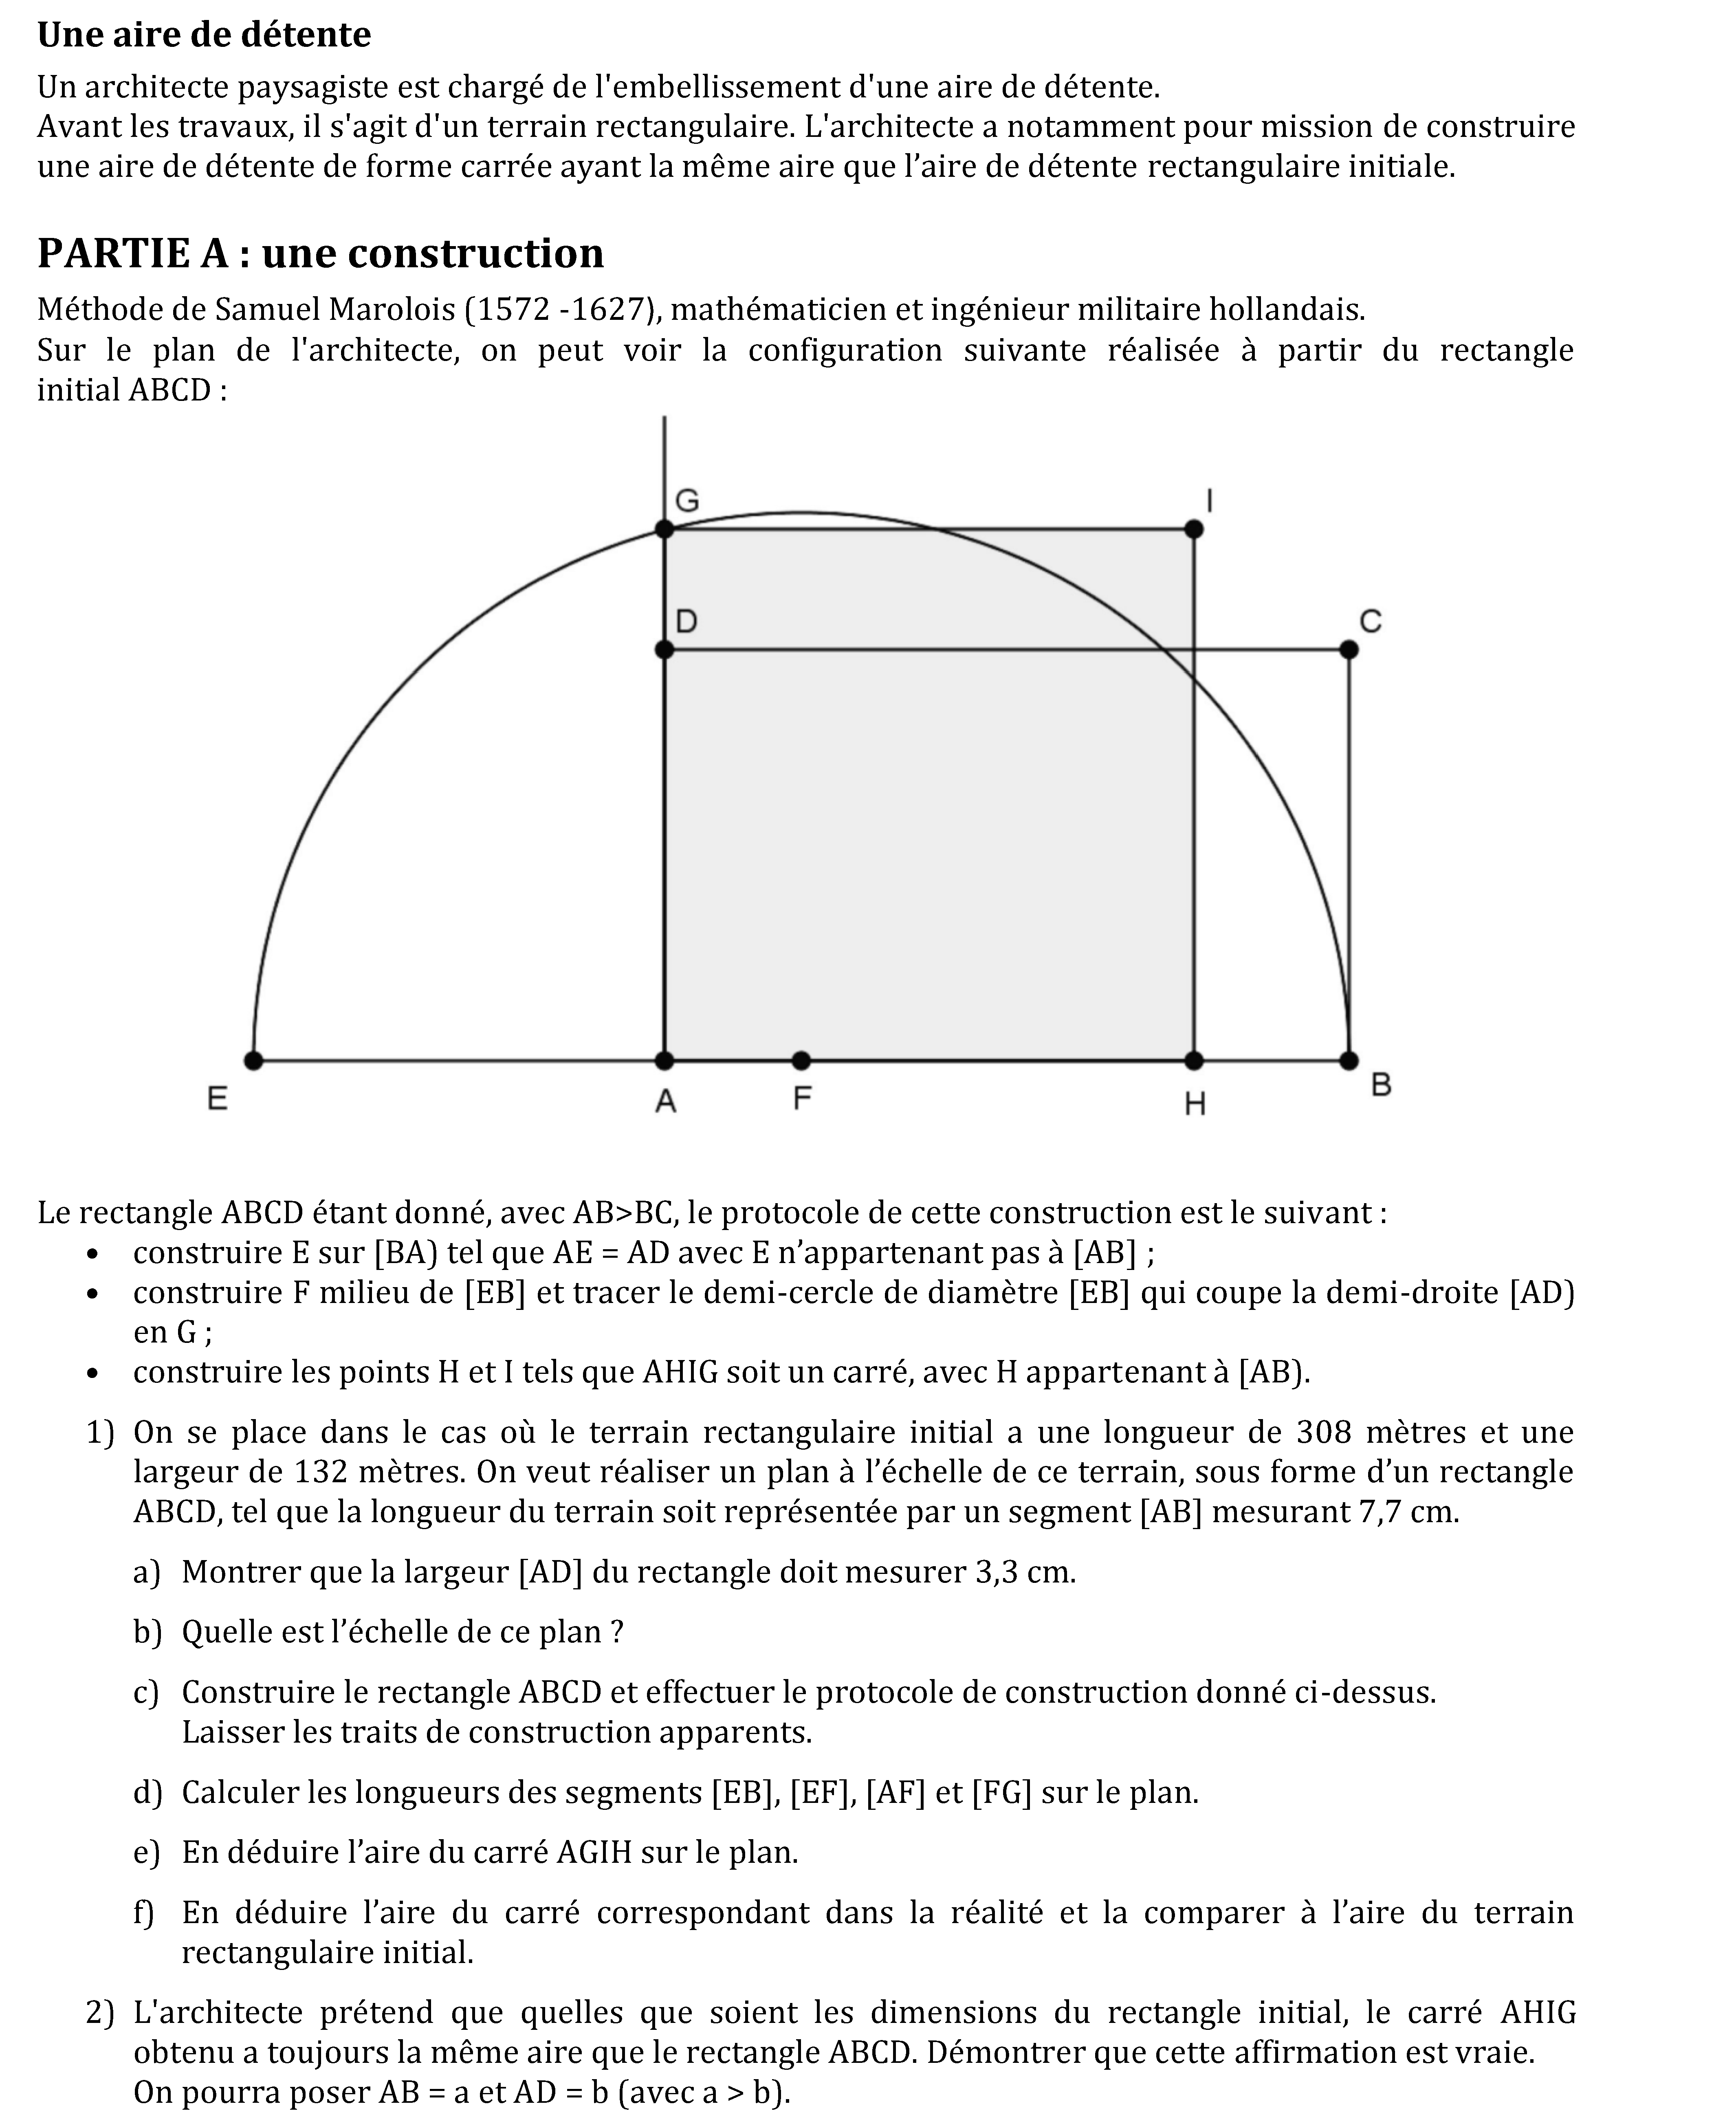 Une aire de détente
Un architecte paysagiste est chargé de l'embellissement d'une aire de détente.
Avant les travaux, il s'agit d'un terrain rectangulaire. L'architecte a notamment pour mission de construire
une aire de détente de forme carrée ayant la même aire que l’aire de détente rectangulaire initiale.
PARTIE A : une construction
Méthode de Samuel Marolois (1572 -1627), mathématicien et ingénieur militaire hollandais.
Sur le plan de l'architecte, on peut voir la configuration suivante réalisée à partir du rectangle
initial ABCD :
G
I
D
C
E
A
F
H
B
Le rectangle ABCD étant donné, avec AB>BC, le protocole de cette construction est le suivant :
• construire E sur [BA) tel que AE = AD avec E n’appartenant pas à [AB] ;
• construire F milieu de [EB] et tracer le demi-cercle de diamètre [EB] qui coupe la demi-droite [AD)
en G ;
• construire les points H et I tels que AHIG soit un carré, avec H appartenant à [AB).
1) On se place dans le cas où le terrain rectangulaire initial a une longueur de 308 mètres et une
largeur de 132 mètres. On veut réaliser un plan à l’échelle de ce terrain, sous forme d’un rectangle
ABCD, tel que la longueur du terrain soit représentée par un segment [AB] mesurant 7,7 cm.
a) Montrer que la largeur [AD] du rectangle doit mesurer 3,3 cm.
b) Quelle est l’échelle de ce plan ?
c) Construire le rectangle ABCD et effectuer le protocole de construction donné ci-dessus.
Laisser les traits de construction apparents.
d) Calculer les longueurs des segments [EB], [EF], [AF] et [FG] sur le plan.
e) En déduire l’aire du carré AGIH sur le plan.
f) En déduire l’aire du carré correspondant dans la réalité et la comparer à l’aire du terrain
rectangulaire initial.
2) L'architecte prétend que quelles que soient les dimensions du rectangle initial, le carré AHIG
obtenu a toujours la même aire que le rectangle ABCD. Démontrer que cette affirmation est vraie.
On pourra poser AB = a et AD = b (avec a > b).